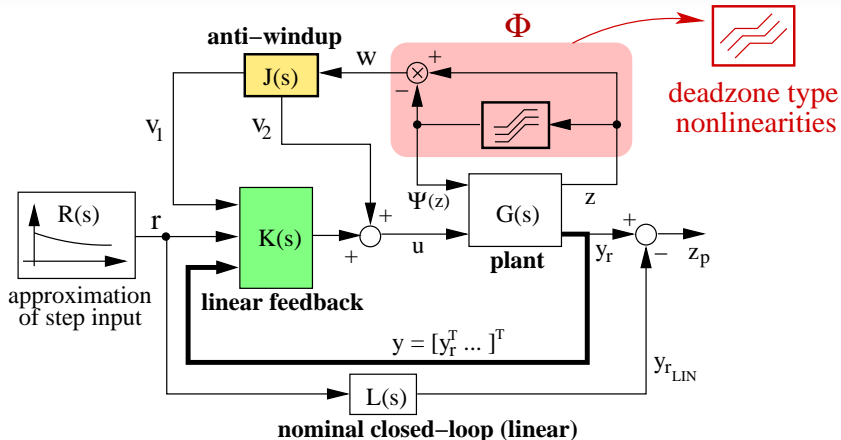 anti−windup
Φ
J(s)
w
+
−
deadzone type
nonlinearities
v1
v2
Ψ(z)
z
R(s)
r
K(s)
+
+
u
G(s)
plant
yr
+
−
zp
approximation
of step input
linear feedback
y = [yrT ... ]T
yrLIN
L(s)
nominal closed−loop (linear)